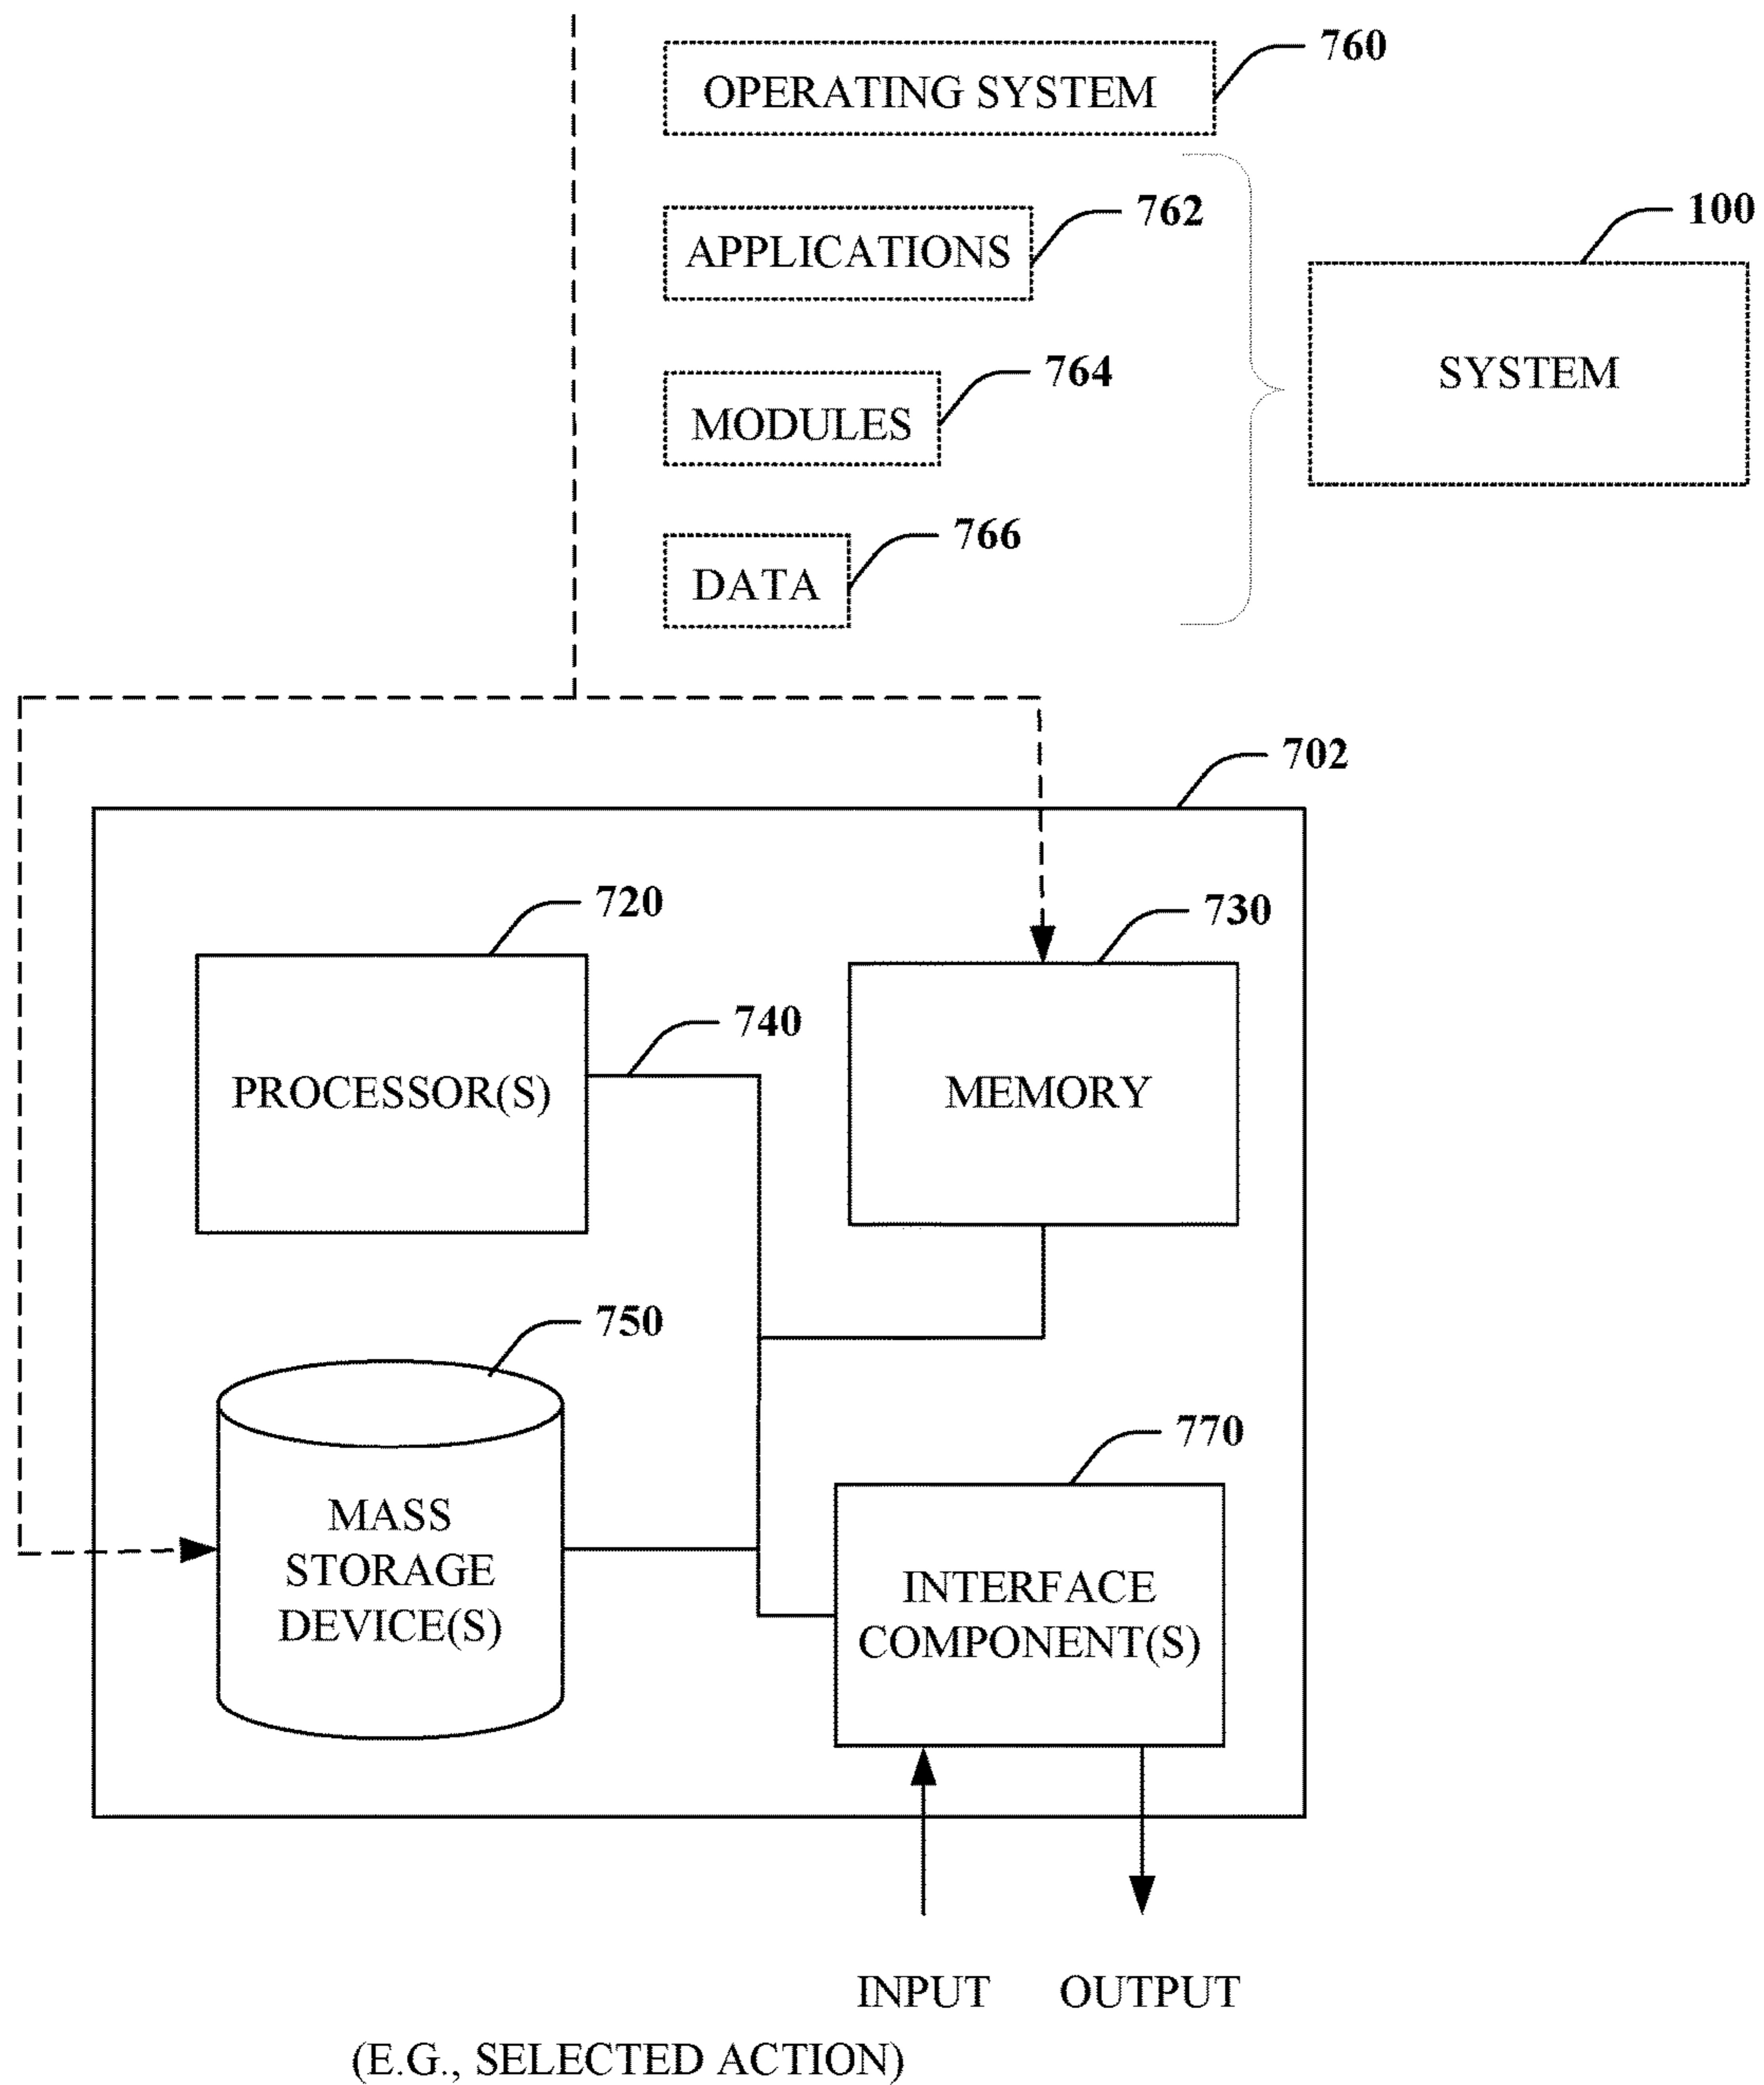 760
OPERATING SYSTEM
762
100
APPLICATIONS
764
SYSTEM
MODULES
766
DATA
702
720
730
740
PROCESSOR(S)
MEMORY
750
770
MASS
STORAGE
DEVICE(S)
INTERFACE
COMPONENT(S)
INPUT
OUTPUT
(E.G., SELECTED ACTION)